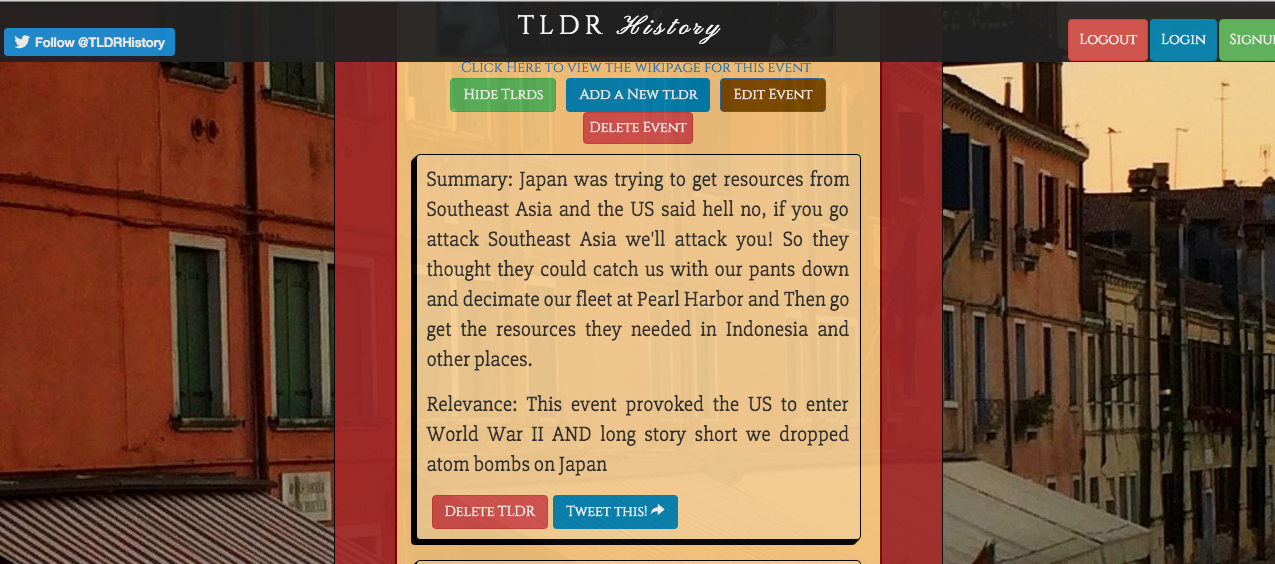 TLDR History
Follow @TLDRHistory
Logout
Login
Click Here to view the wikipage for this event
Hide Tlrds
Add a New tldr
Edit Event
Delete Event
Summary: Japan was trying to get resources from
Southeast Asia and the US said hell no, if you go
attack Southeast Asia we'll attack you! So they
thought they could catch us with our pants down
and decimate our fleet at Pearl Harbor and Then go
get the resources they needed in Indonesia and
other places.
Relevance: This event provoked the US to enter
World War II AND long story short we dropped
atom bombs on Japan
Delete TLDR
Tweet this!